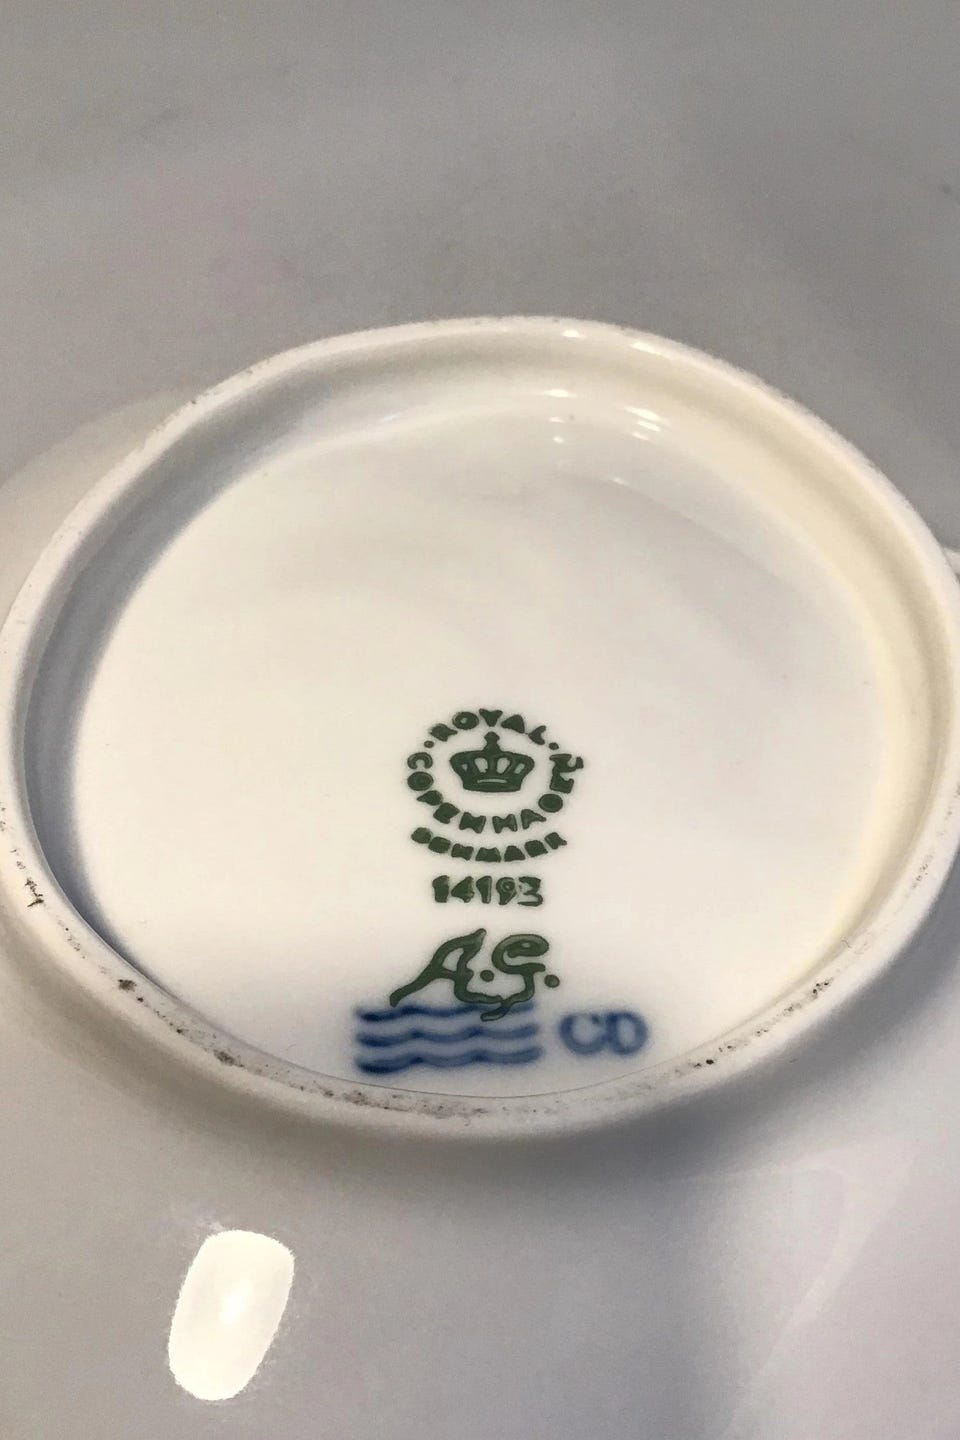 ROYAL
COPENHAGEN
DENMARK
14193
A.G.
CD